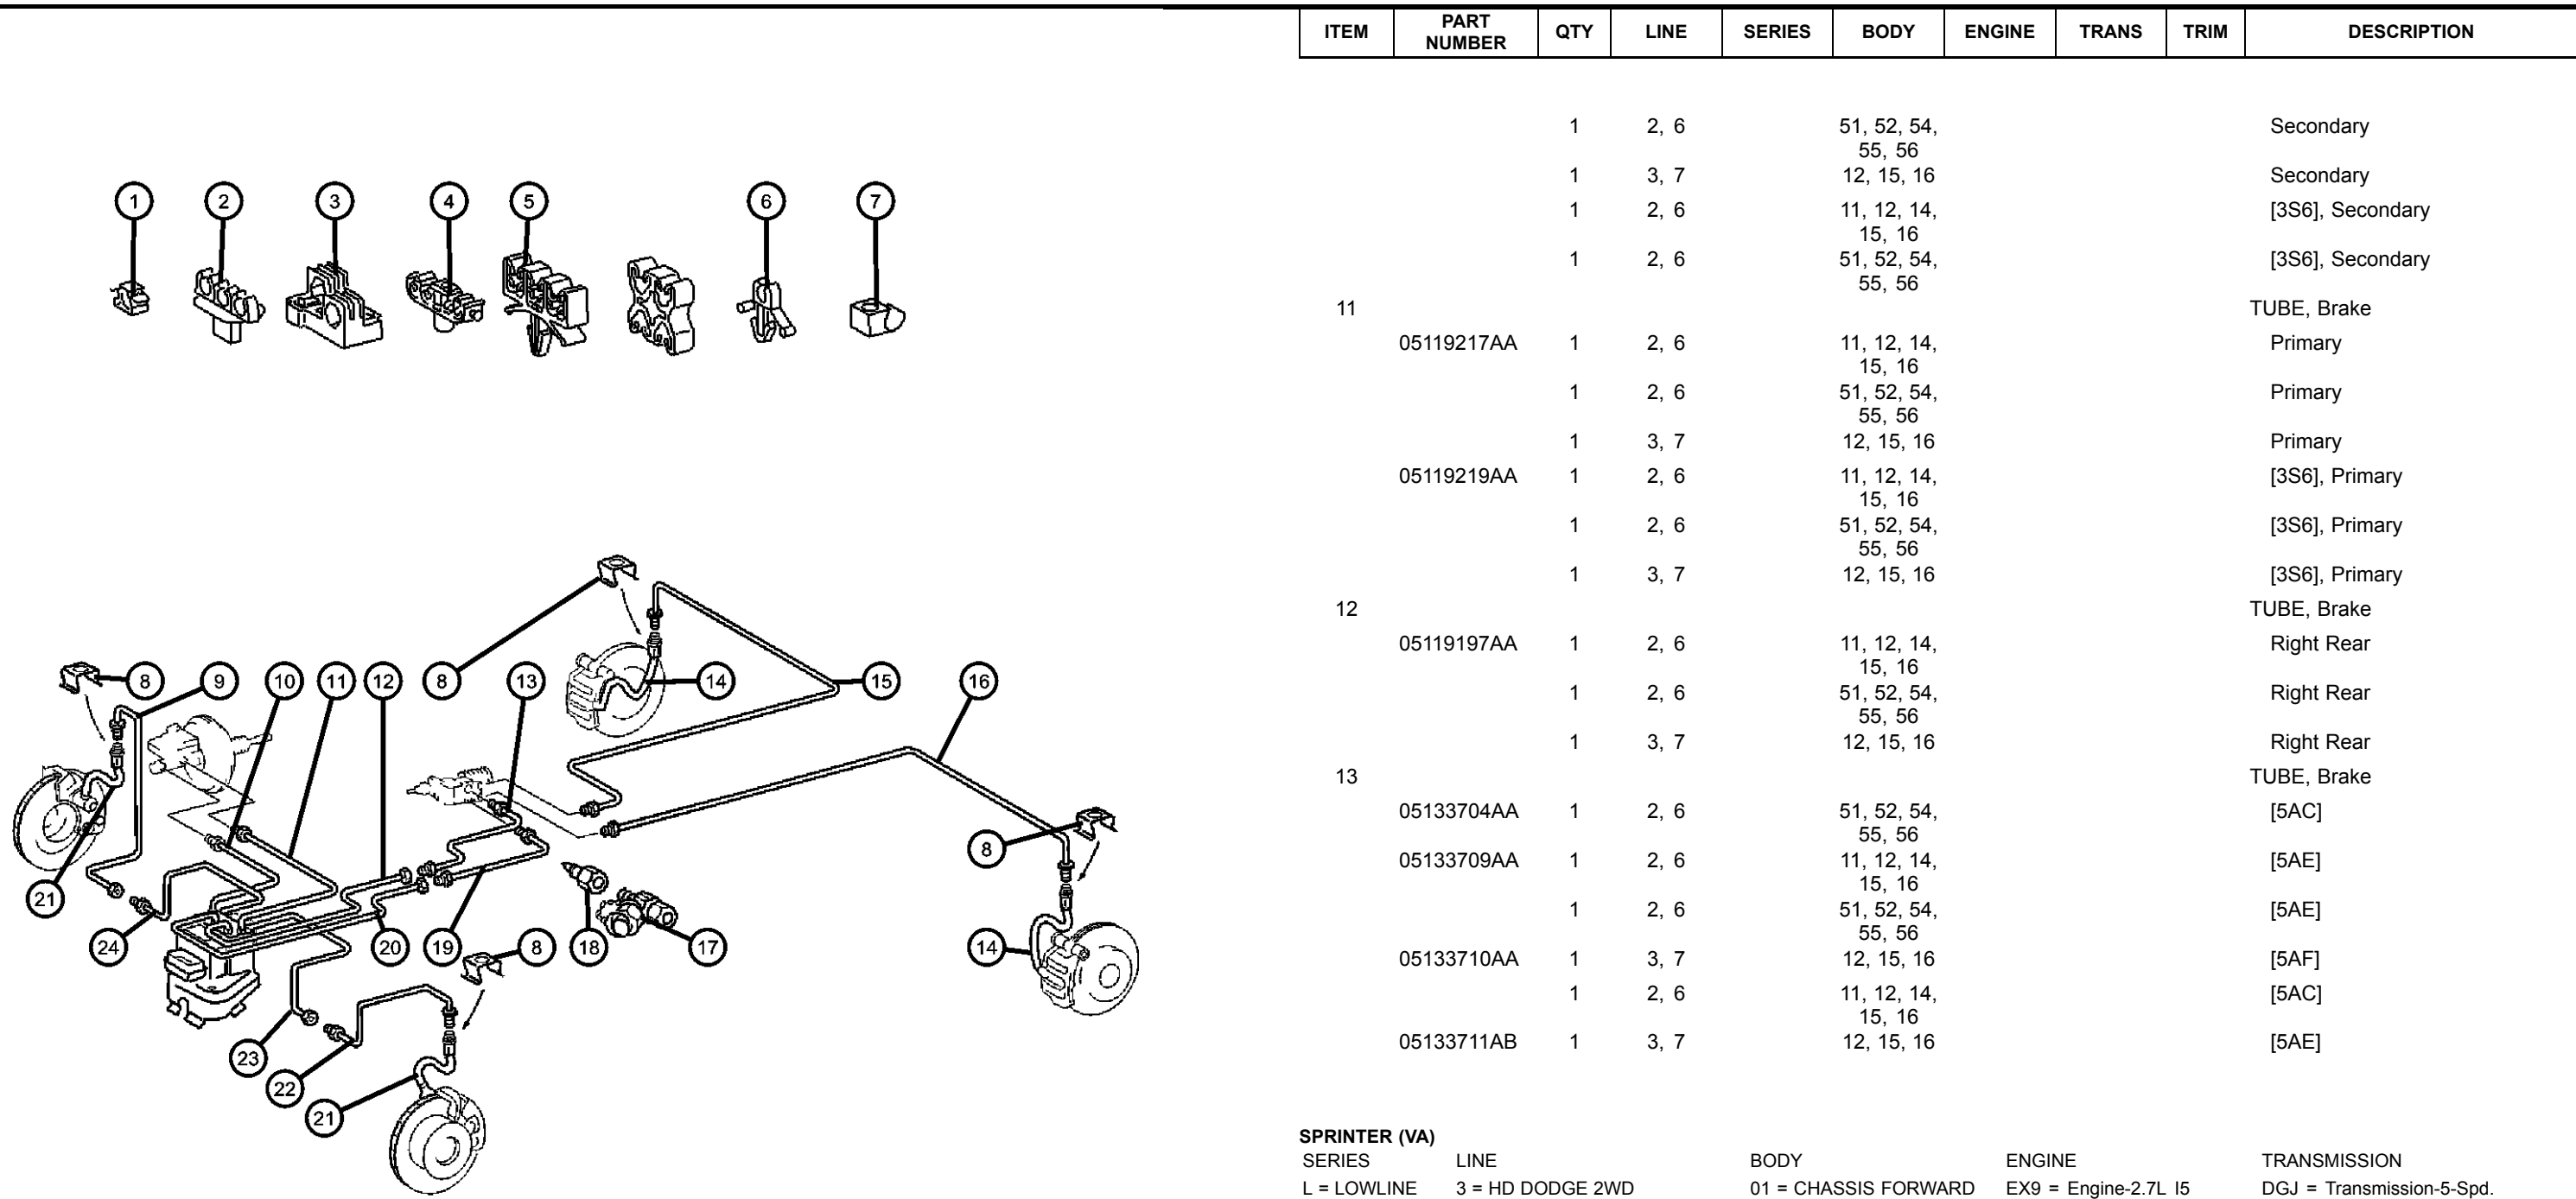 ITEM PART NUMBER QTY LINE SERIES BODY ENGINE TRANS TRIM DESCRIPTION
1 2, 6 51, 52, 54, Secondary
55, 56
1 3, 7 12, 15, 16 Secondary
1 2, 6 11, 12, 14, [3S6], Secondary
15, 16
1 2, 6 51, 52, 54, [3S6], Secondary
55, 56
11 TUBE, Brake
05119217AA 1 2, 6 11, 12, 14, Primary
15, 16
1 2, 6 51, 52, 54, Primary
55, 56
1 3, 7 12, 15, 16 Primary
05119219AA 1 2, 6 11, 12, 14, [3S6], Primary
15, 16
1 2, 6 51, 52, 54, [3S6], Primary
55, 56
1 3, 7 12, 15, 16 [3S6], Primary
12 TUBE, Brake
05119197AA 1 2, 6 11, 12, 14, Right Rear
15, 16
1 2, 6 51, 52, 54, Right Rear
55, 56
1 3, 7 12, 15, 16 Right Rear
13 TUBE, Brake
05133704AA 1 2, 6 51, 52, 54, [5AC]
55, 56
05133709AA 1 2, 6 11, 12, 14, [5AE]
15, 16
1 2, 6 51, 52, 54, [5AE]
55, 56
05133710AA 1 3, 7 12, 15, 16 [5AF]
1 2, 6 11, 12, 14, [5AC]
15, 16
05133711AB 1 3, 7 12, 15, 16 [5AE]
1 2 3 4 5 6 7
8 9 10 11 12 8 13 14 15 16
8
21
24 20 19 8 18 17 14
23
22
21
SPRINTER (VA)
SERIES LINE BODY ENGINE TRANSMISSION
L = LOWLINE 3 = HD DODGE 2WD 01 = CHASSIS FORWARD EX9 = Engine-2.7L I5 DGJ = Transmission-5-Spd.